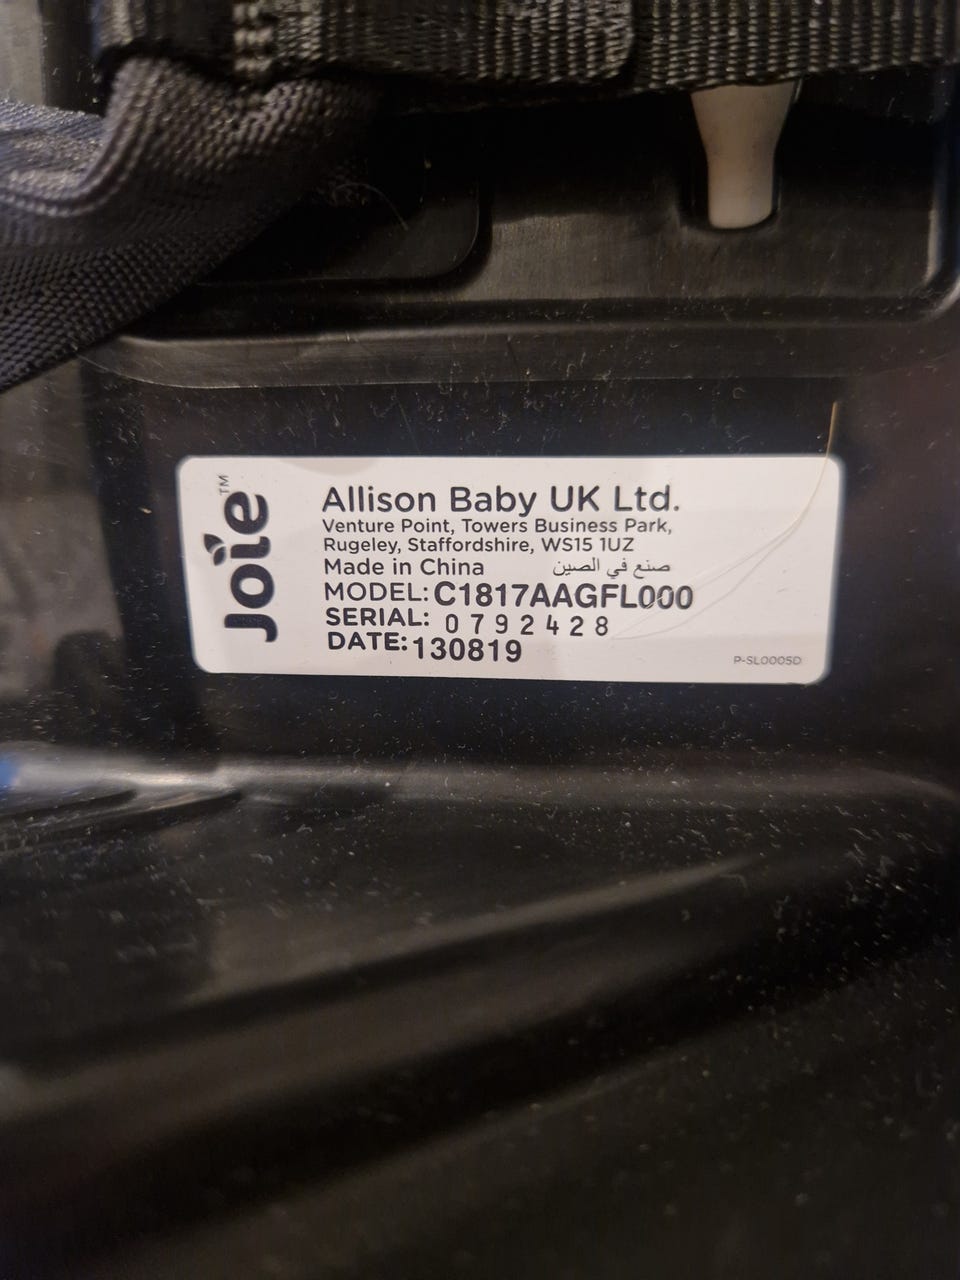 Joie™
Allison Baby UK Ltd.
Venture Point, Towers Business Park,
Rugeley, Staffordshire, WS15 1UZ
Made in China صنع في الصين
MODEL: C1817AAGFL000
SERIAL: 0792428
DATE: 130819
P-SL0005D